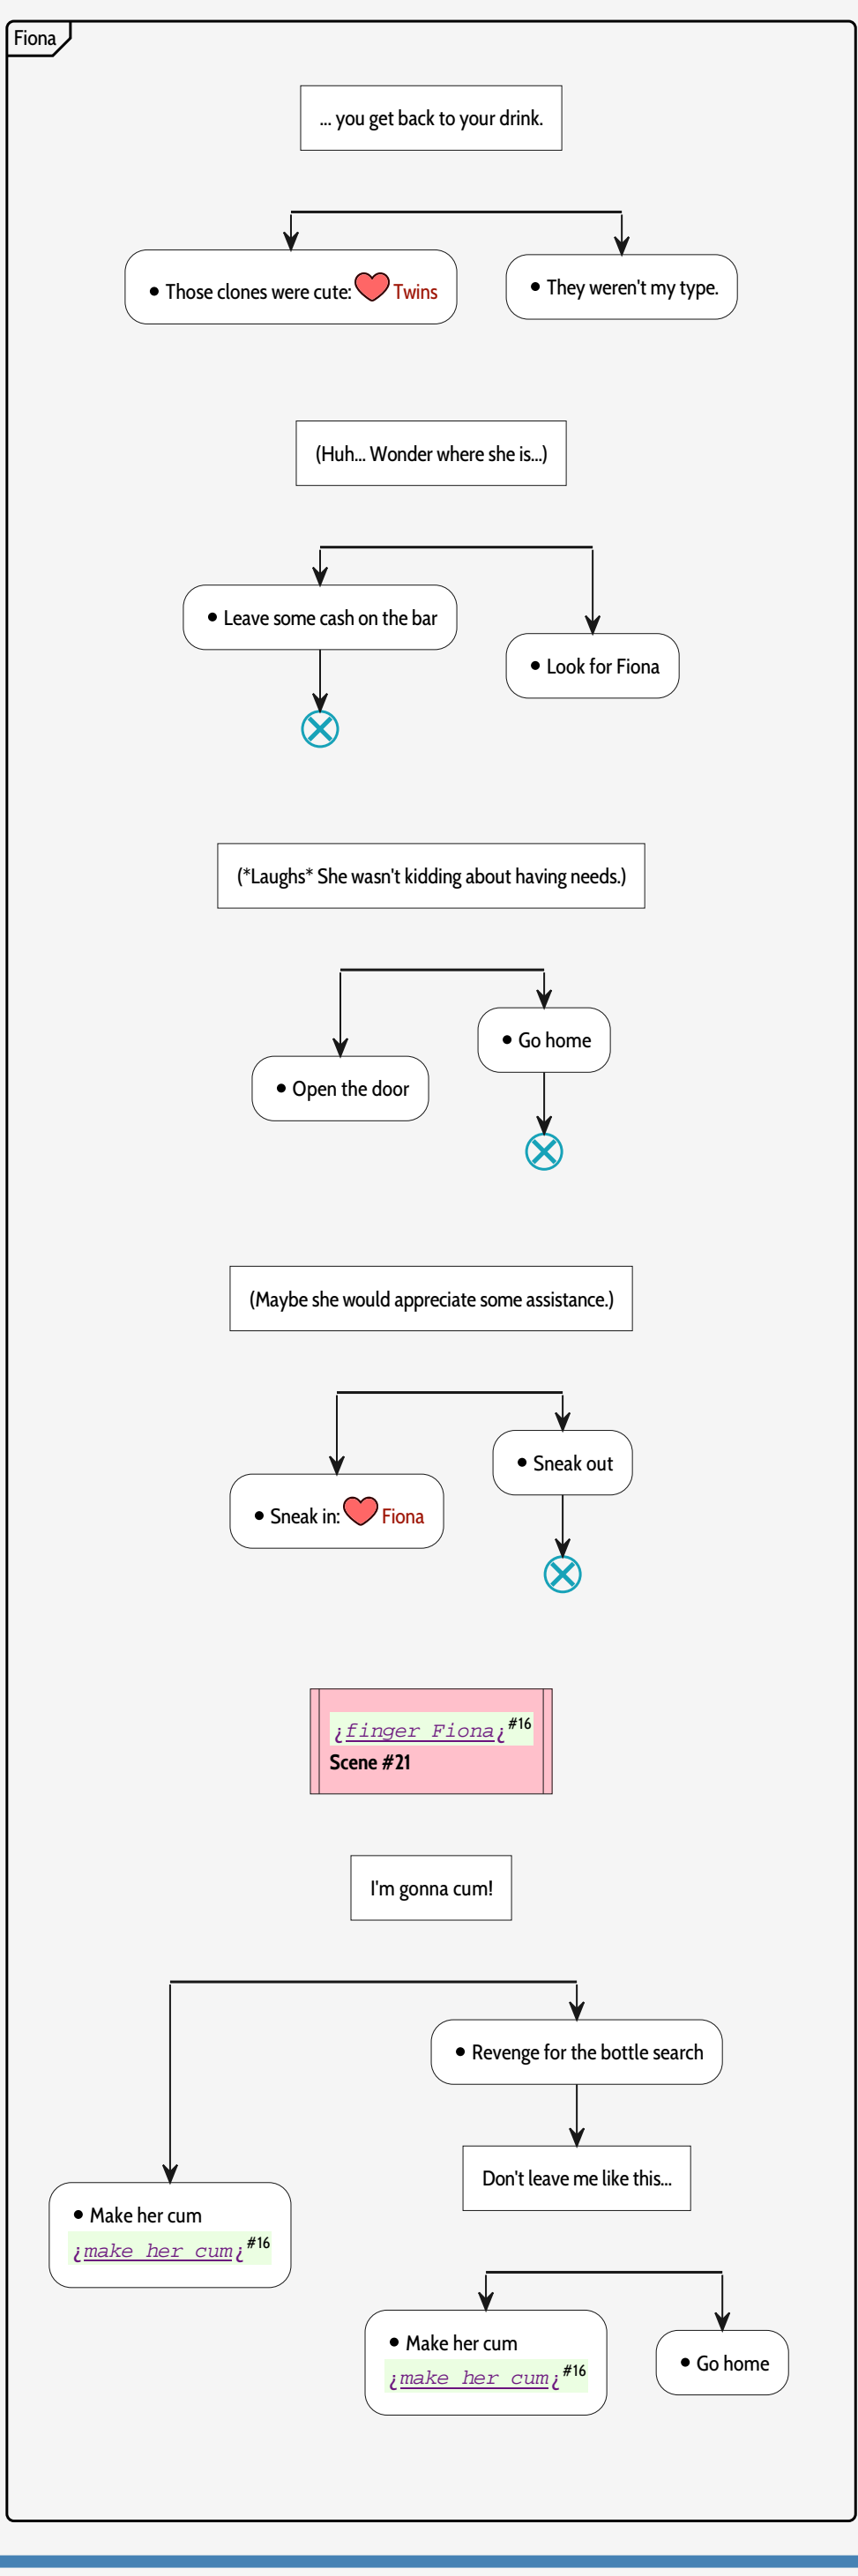 Fiona
... you get back to your drink.
• Those clones were cute: Twins
• They weren't my type.
(Huh... Wonder where she is...)
• Leave some cash on the bar
• Look for Fiona
(*Laughs* She wasn't kidding about having needs.)
• Go home
• Open the door
(Maybe she would appreciate some assistance.)
• Sneak out
• Sneak in: Fiona
¿finger Fiona¿#16
Scene #21
I'm gonna cum!
• Revenge for the bottle search
Don't leave me like this...
• Make her cum
¿make her cum¿#16
• Make her cum
¿make her cum¿#16
• Go home